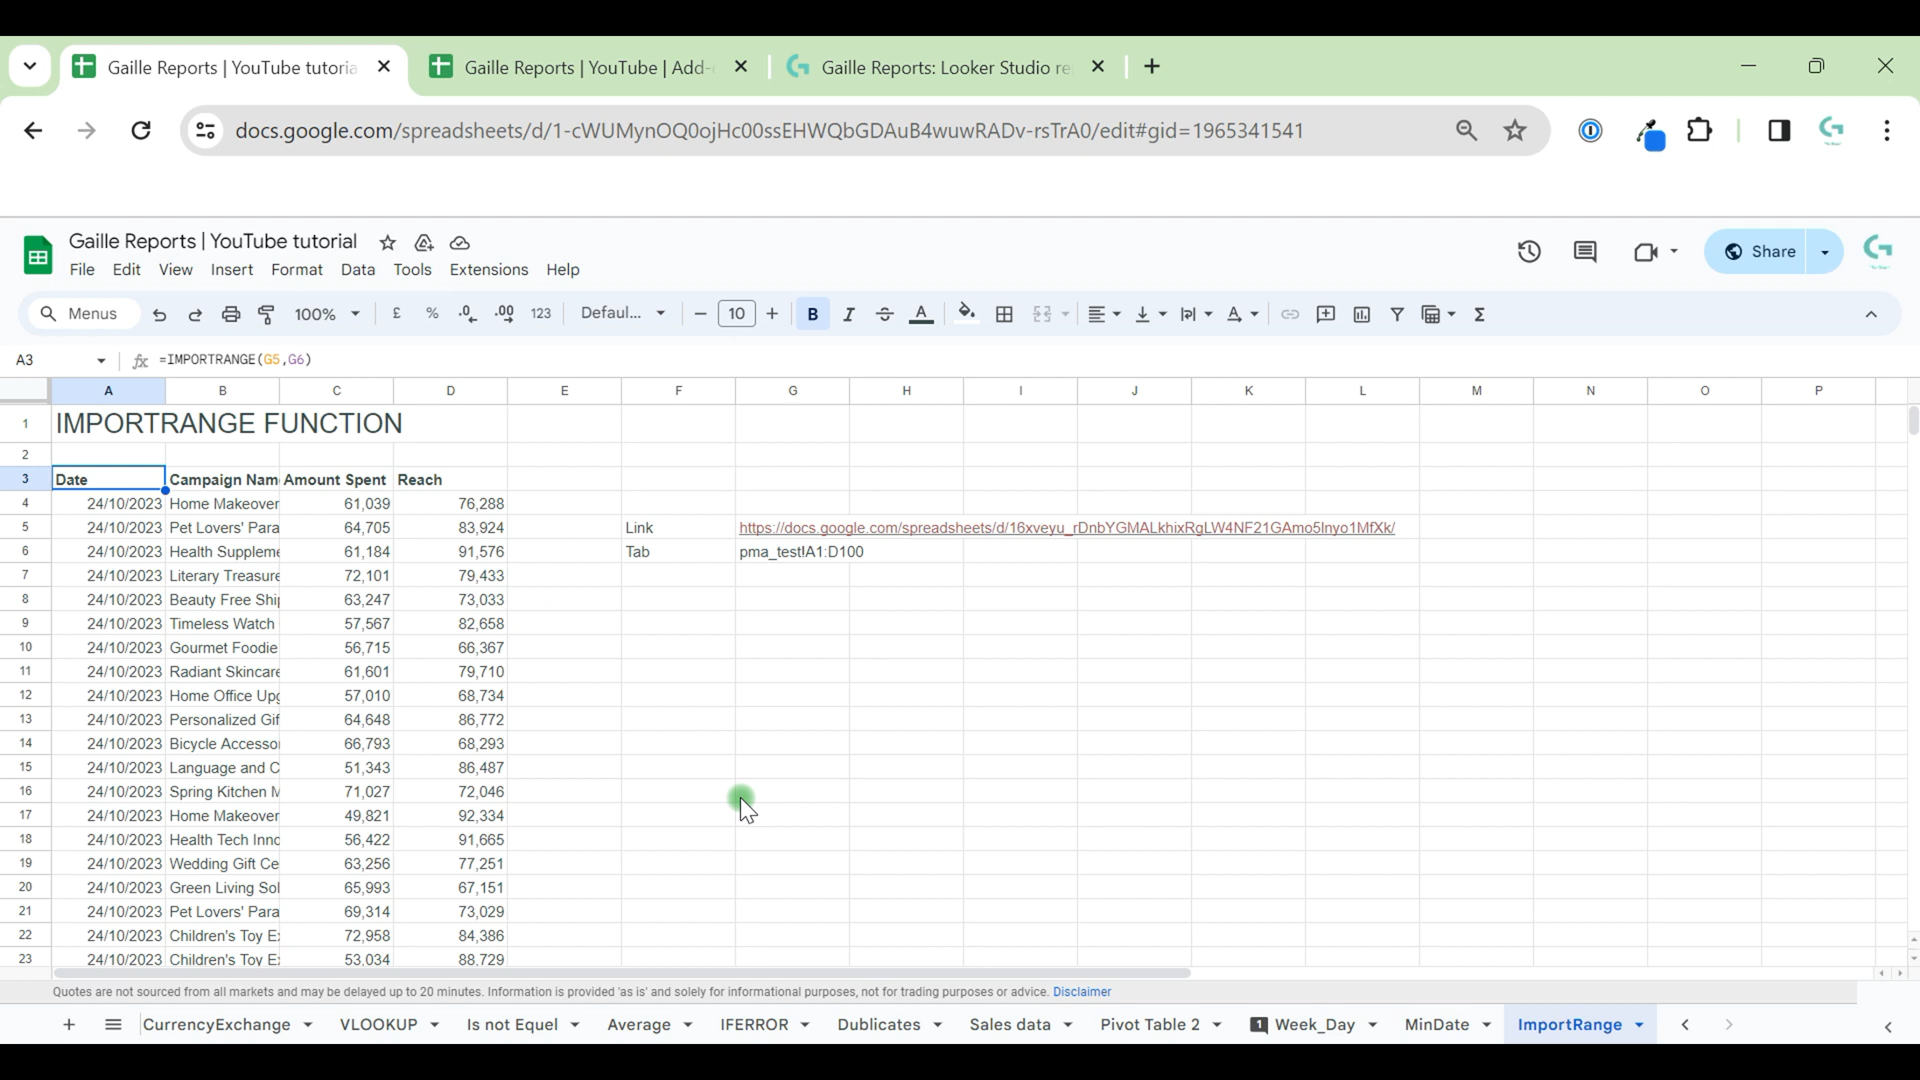 Gaille Reports | YouTube tutoria
Gaille Reports | YouTube | Add-
Gaille Reports: Looker Studio re
docs.google.com/spreadsheets/d/1-cWUMynOQ0ojHc00ssEHWQbGDAuB4wuwRADv-rsTrA0/edit#gid=1965341541
Gaille Reports | YouTube tutorial
File Edit View Insert Format Data Tools Extensions Help
Share
Menus 100% £ % .0 .00 123 Defaul... 10 B I A Σ
A3 fx =IMPORTRANGE(G5,G6)
A B C D E F G H I J K L M N O P
1 IMPORTRANGE FUNCTION
2
3 Date Campaign Nam Amount Spent Reach
4 24/10/2023 Home Makeover 61,039 76,288
5 24/10/2023 Pet Lovers' Para 64,705 83,924 Link https://docs.google.com/spreadsheets/d/16xveyu_rDnbYGMALkhixRgLW4NF21GAmo5lnyo1MfXk/
6 24/10/2023 Health Suppleme 61,184 91,576 Tab pma_test!A1:D100
7 24/10/2023 Literary Treasure 72,101 79,433
8 24/10/2023 Beauty Free Ship 63,247 73,033
9 24/10/2023 Timeless Watch 57,567 82,658
10 24/10/2023 Gourmet Foodie 56,715 66,367
11 24/10/2023 Radiant Skincare 61,601 79,710
12 24/10/2023 Home Office Upg 57,010 68,734
13 24/10/2023 Personalized Gif 64,648 86,772
14 24/10/2023 Bicycle Accessor 66,793 68,293
15 24/10/2023 Language and C 51,343 86,487
16 24/10/2023 Spring Kitchen M 71,027 72,046
17 24/10/2023 Home Makeover 49,821 92,334
18 24/10/2023 Health Tech Inno 56,422 91,665
19 24/10/2023 Wedding Gift Ce 63,256 77,251
20 24/10/2023 Green Living Sol 65,993 67,151
21 24/10/2023 Pet Lovers' Para 69,314 73,029
22 24/10/2023 Children's Toy E 72,958 84,386
23 24/10/2023 Children's Toy E 53,034 88,729
Quotes are not sourced from all markets and may be delayed up to 20 minutes. Information is provided 'as is' and solely for informational purposes, not for trading purposes or advice. Disclaimer
CurrencyExchange VLOOKUP Is not Equel Average IFERROR Dublicates Sales data Pivot Table 2 1 Week_Day MinDate ImportRange